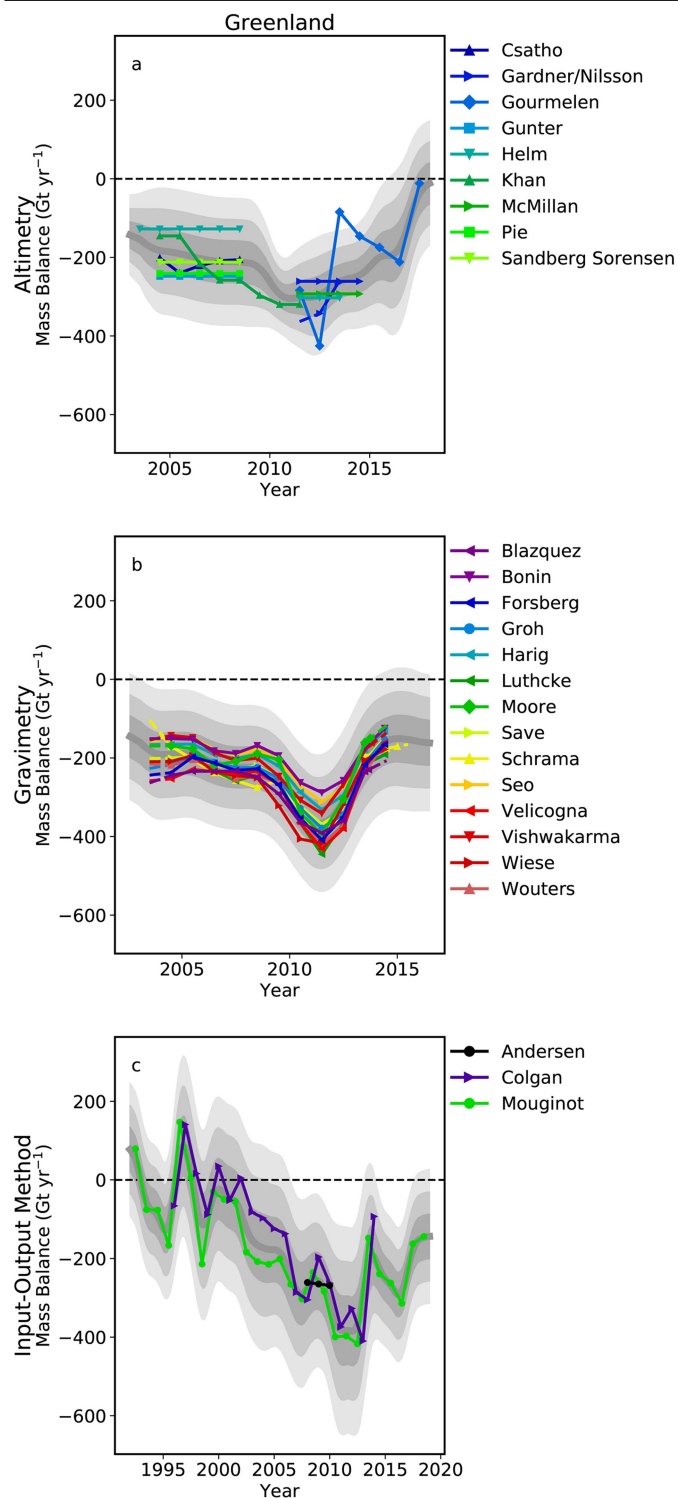 Greenland
a
Altimetry
Mass Balance (Gt yr−1)
200
0
−200
−400
−600
2005
2010
2015
Year
Csatho
Gardner/Nilsson
Gourmelen
Gunter
Helm
Khan
McMillan
Pie
Sandberg Sorensen
b
Gravimetry
Mass Balance (Gt yr−1)
200
0
−200
−400
−600
2005
2010
2015
Year
Blazquez
Bonin
Forsberg
Groh
Harig
Luthcke
Moore
Save
Schrama
Seo
Velicogna
Vishwakarma
Wiese
Wouters
c
Input-Output Method
Mass Balance (Gt yr−1)
200
0
−200
−400
−600
1995
2000
2005
2010
2015
2020
Year
Andersen
Colgan
Mouginot